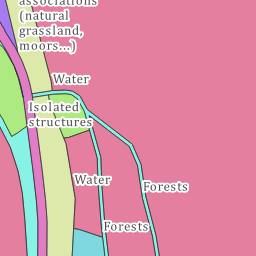 associations
(natural
grassland,
moors...)
Water
Isolated
structures
Water
Forests
Forests